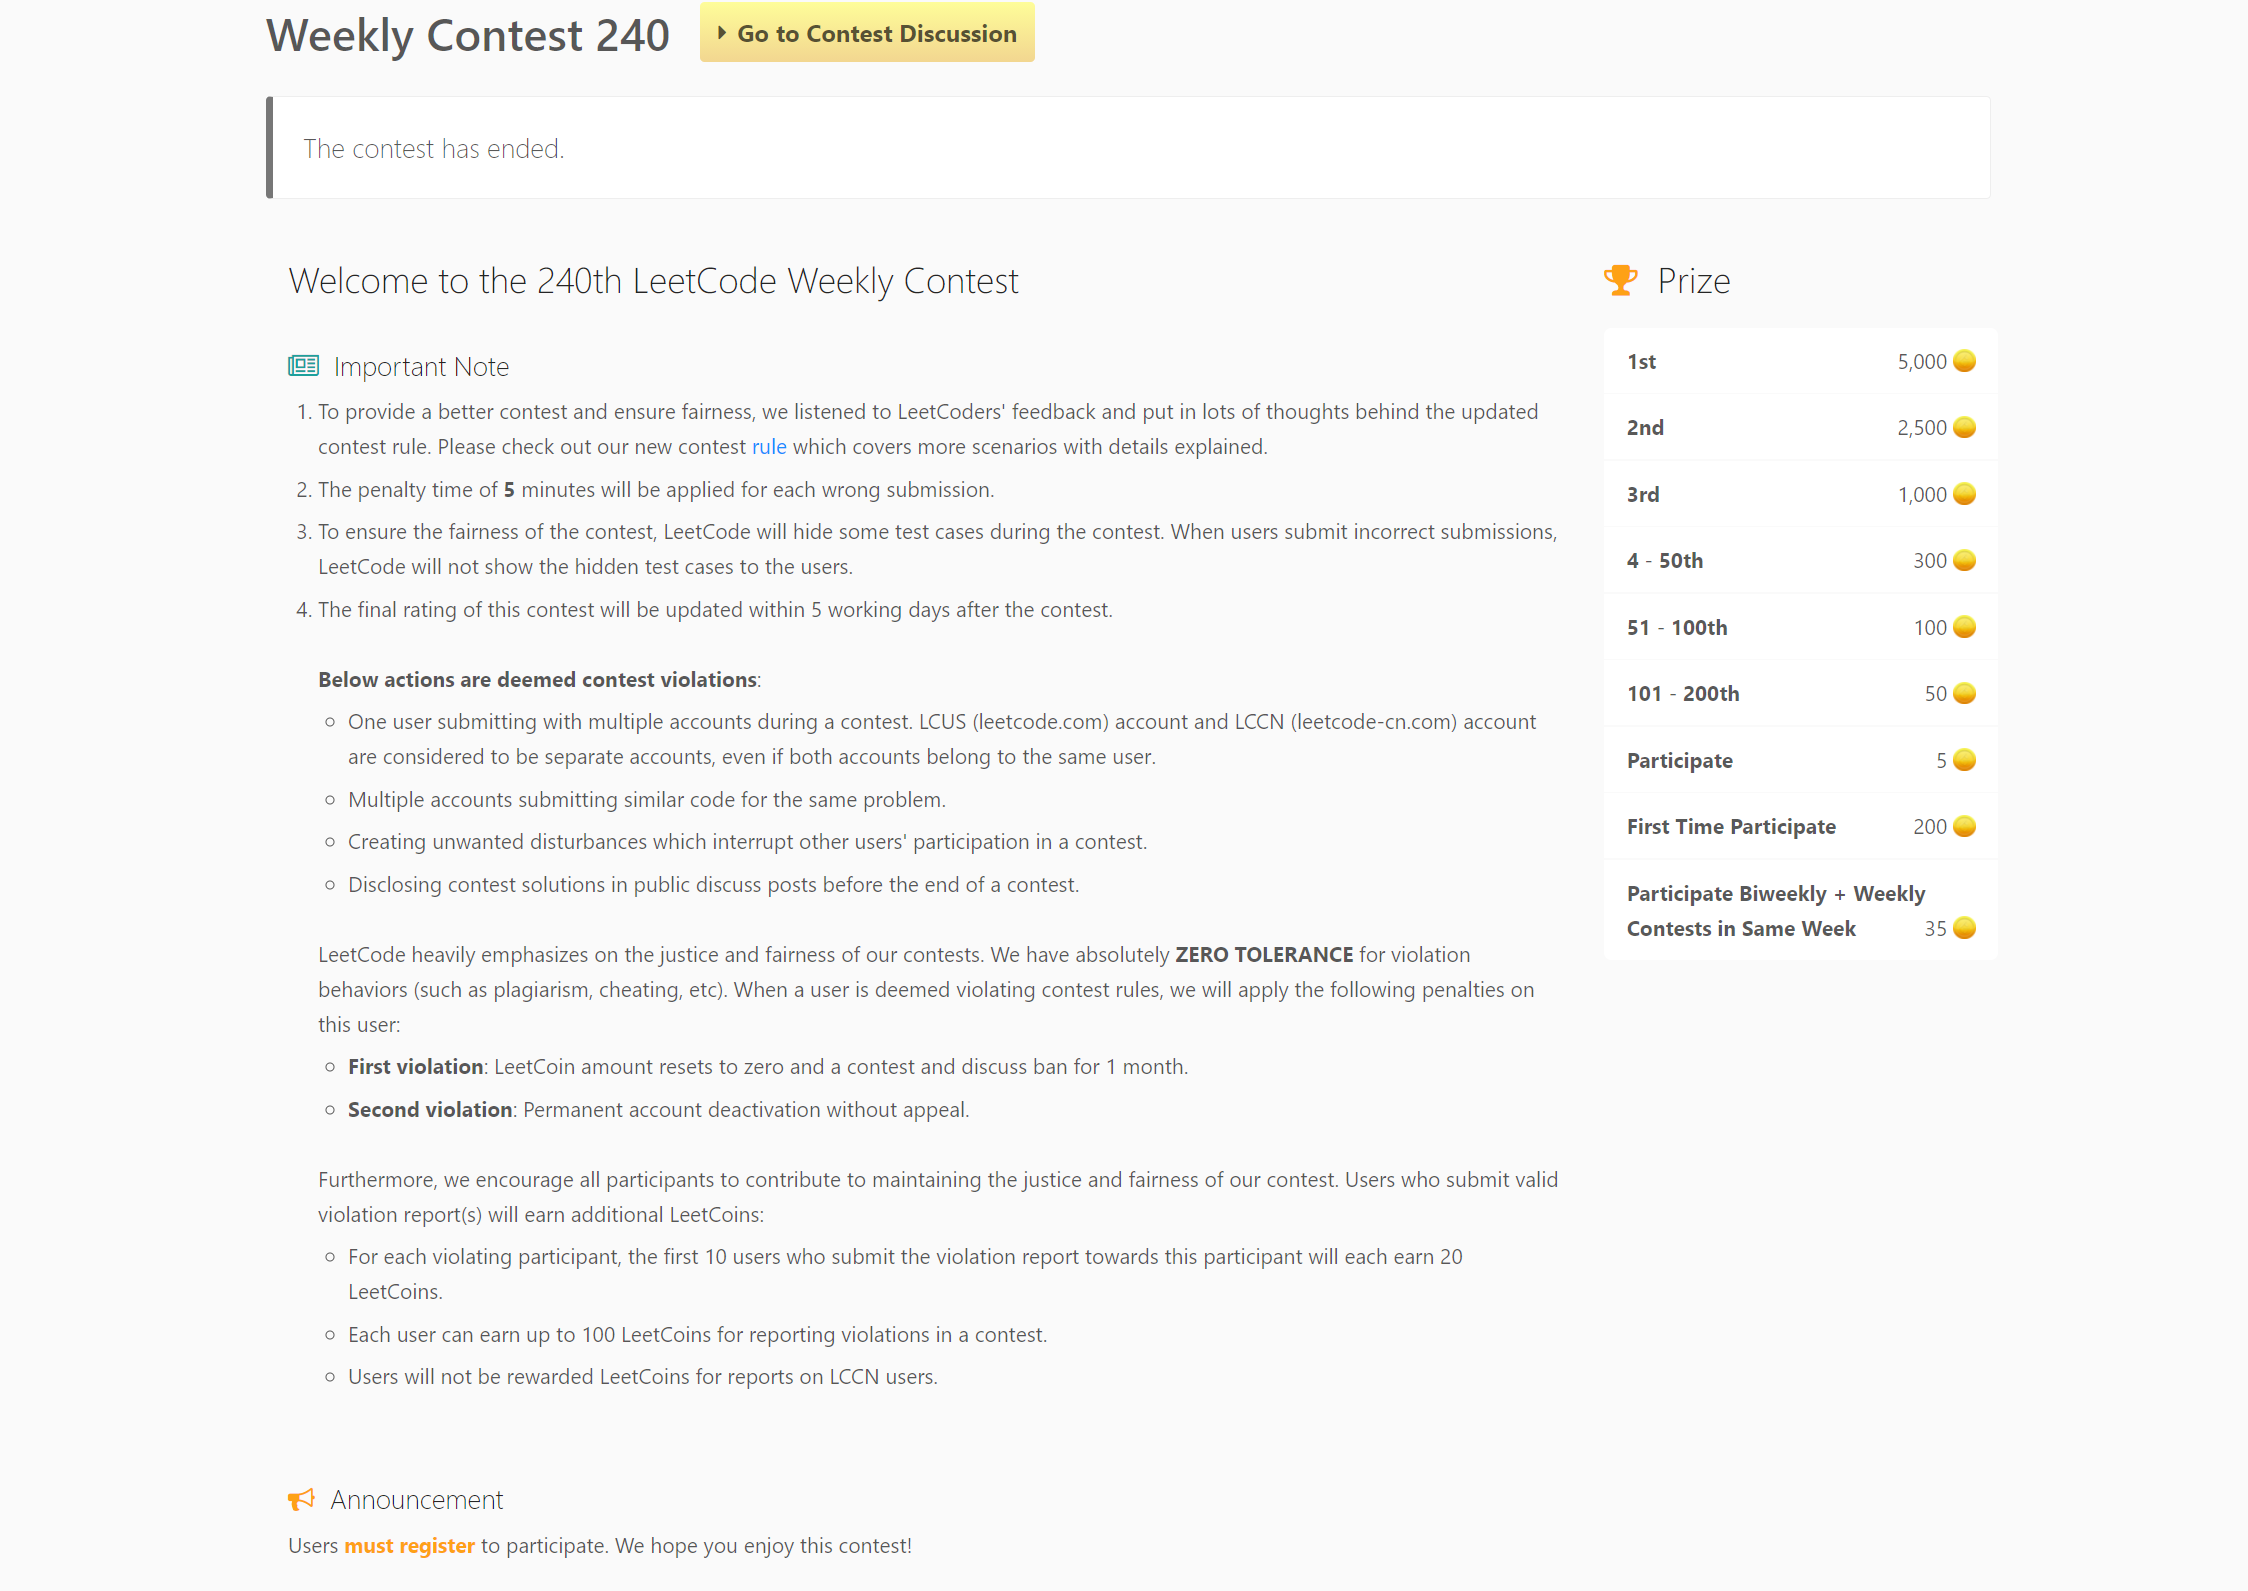 Weekly Contest 240
Go to Contest Discussion
The contest has ended.
Welcome to the 240th LeetCode Weekly Contest
Important Note
1. To provide a better contest and ensure fairness, we listened to LeetCoders' feedback and put in lots of thoughts behind the updated
contest rule. Please check out our new contest rule which covers more scenarios with details explained.
2. The penalty time of 5 minutes will be applied for each wrong submission.
3. To ensure the fairness of the contest, LeetCode will hide some test cases during the contest. When users submit incorrect submissions,
LeetCode will not show the hidden test cases to the users.
4. The final rating of this contest will be updated within 5 working days after the contest.
Below actions are deemed contest violations:
One user submitting with multiple accounts during a contest. LCUS (leetcode.com) account and LCCN (leetcode-cn.com) account
are considered to be separate accounts, even if both accounts belong to the same user.
Multiple accounts submitting similar code for the same problem.
Creating unwanted disturbances which interrupt other users' participation in a contest.
Disclosing contest solutions in public discuss posts before the end of a contest.
LeetCode heavily emphasizes on the justice and fairness of our contests. We have absolutely ZERO TOLERANCE for violation
behaviors (such as plagiarism, cheating, etc). When a user is deemed violating contest rules, we will apply the following penalties on
this user:
First violation: LeetCoin amount resets to zero and a contest and discuss ban for 1 month.
Second violation: Permanent account deactivation without appeal.
Furthermore, we encourage all participants to contribute to maintaining the justice and fairness of our contest. Users who submit valid
violation report(s) will earn additional LeetCoins:
For each violating participant, the first 10 users who submit the violation report towards this participant will each earn 20
LeetCoins.
Each user can earn up to 100 LeetCoins for reporting violations in a contest.
Users will not be rewarded LeetCoins for reports on LCCN users.
Announcement
Users must register to participate. We hope you enjoy this contest!
Prize
1st 5,000
2nd 2,500
3rd 1,000
4 - 50th 300
51 - 100th 100
101 - 200th 50
Participate 5
First Time Participate 200
Participate Biweekly + Weekly
Contests in Same Week 35